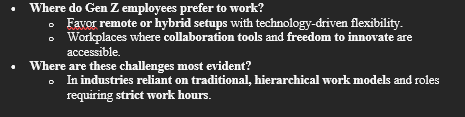 • Where do Gen Z employees prefer to work?
o Favor remote or hybrid setups with technology-driven flexibility.
o Workplaces where collaboration tools and freedom to innovate are
accessible.
• Where are these challenges most evident?
o In industries reliant on traditional, hierarchical work models and roles
requiring strict work hours.